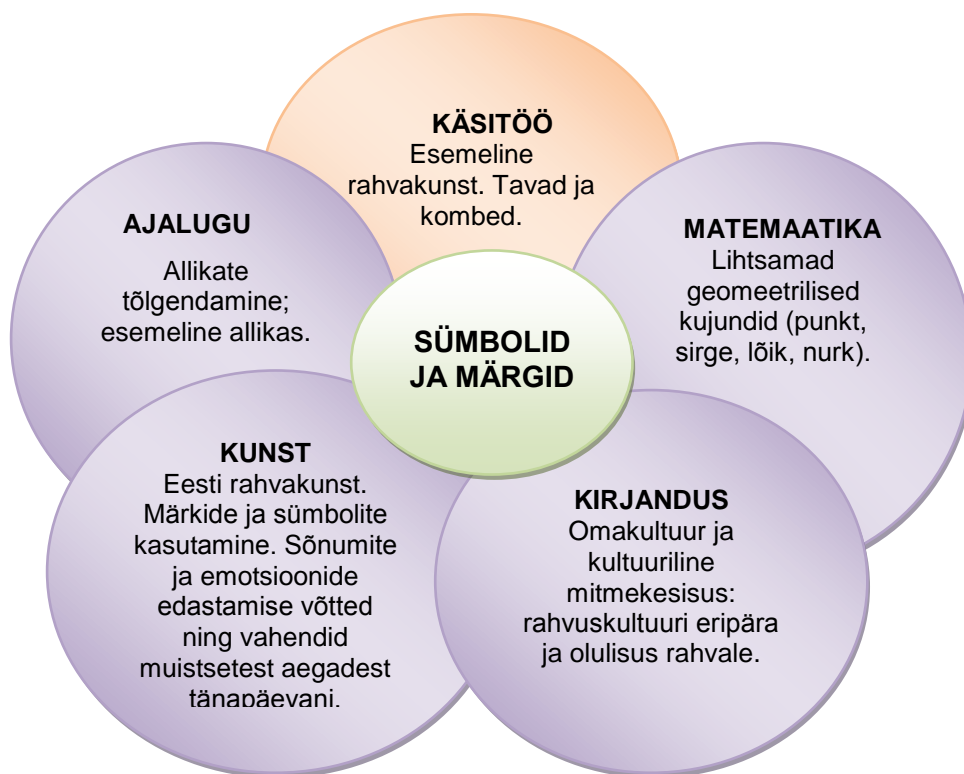 KÄSITÖÖ
Esemeline
rahvakunst. Tavad ja
kombed.
AJALUGU
Allikate
tõlgendamine;
esemeline allikas.
MATEMAATIKA
Lihtsamad
geomeetrilised
kujundid (punkt,
sirge, lõik, nurk).
SÜMBOLID
JA MÄRGID
KUNST
Eesti rahvakunst.
Märkide ja sümbolite
kasutamine. Sõnumite
ja emotsioonide
edastamise võtted
ning vahendid
muistsetest aegadest
tänapäevani.
KIRJANDUS
Omakultuur ja
kultuuriline
mitmekesisus:
rahvuskultuuri eripära
ja olulisus rahvale.